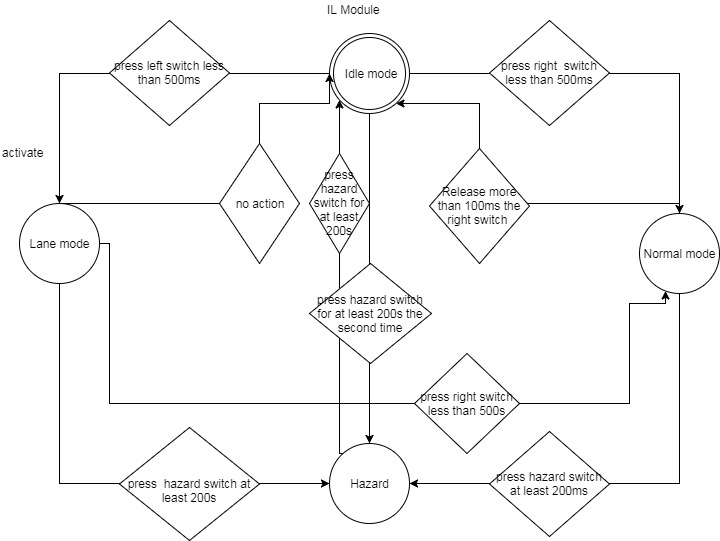 IL Module
press left switch less
than 500ms
Idle mode
press right  switch
less than 500ms
activate
no action
press
hazard
switch for
at least
200s
Release more
than 100ms the
right switch
Lane mode
Normal mode
press hazard switch
for at least 200s the
second time
press right switch
less than 500s
press  hazard switch at
least 200s
Hazard
press hazard switch
at least 200ms